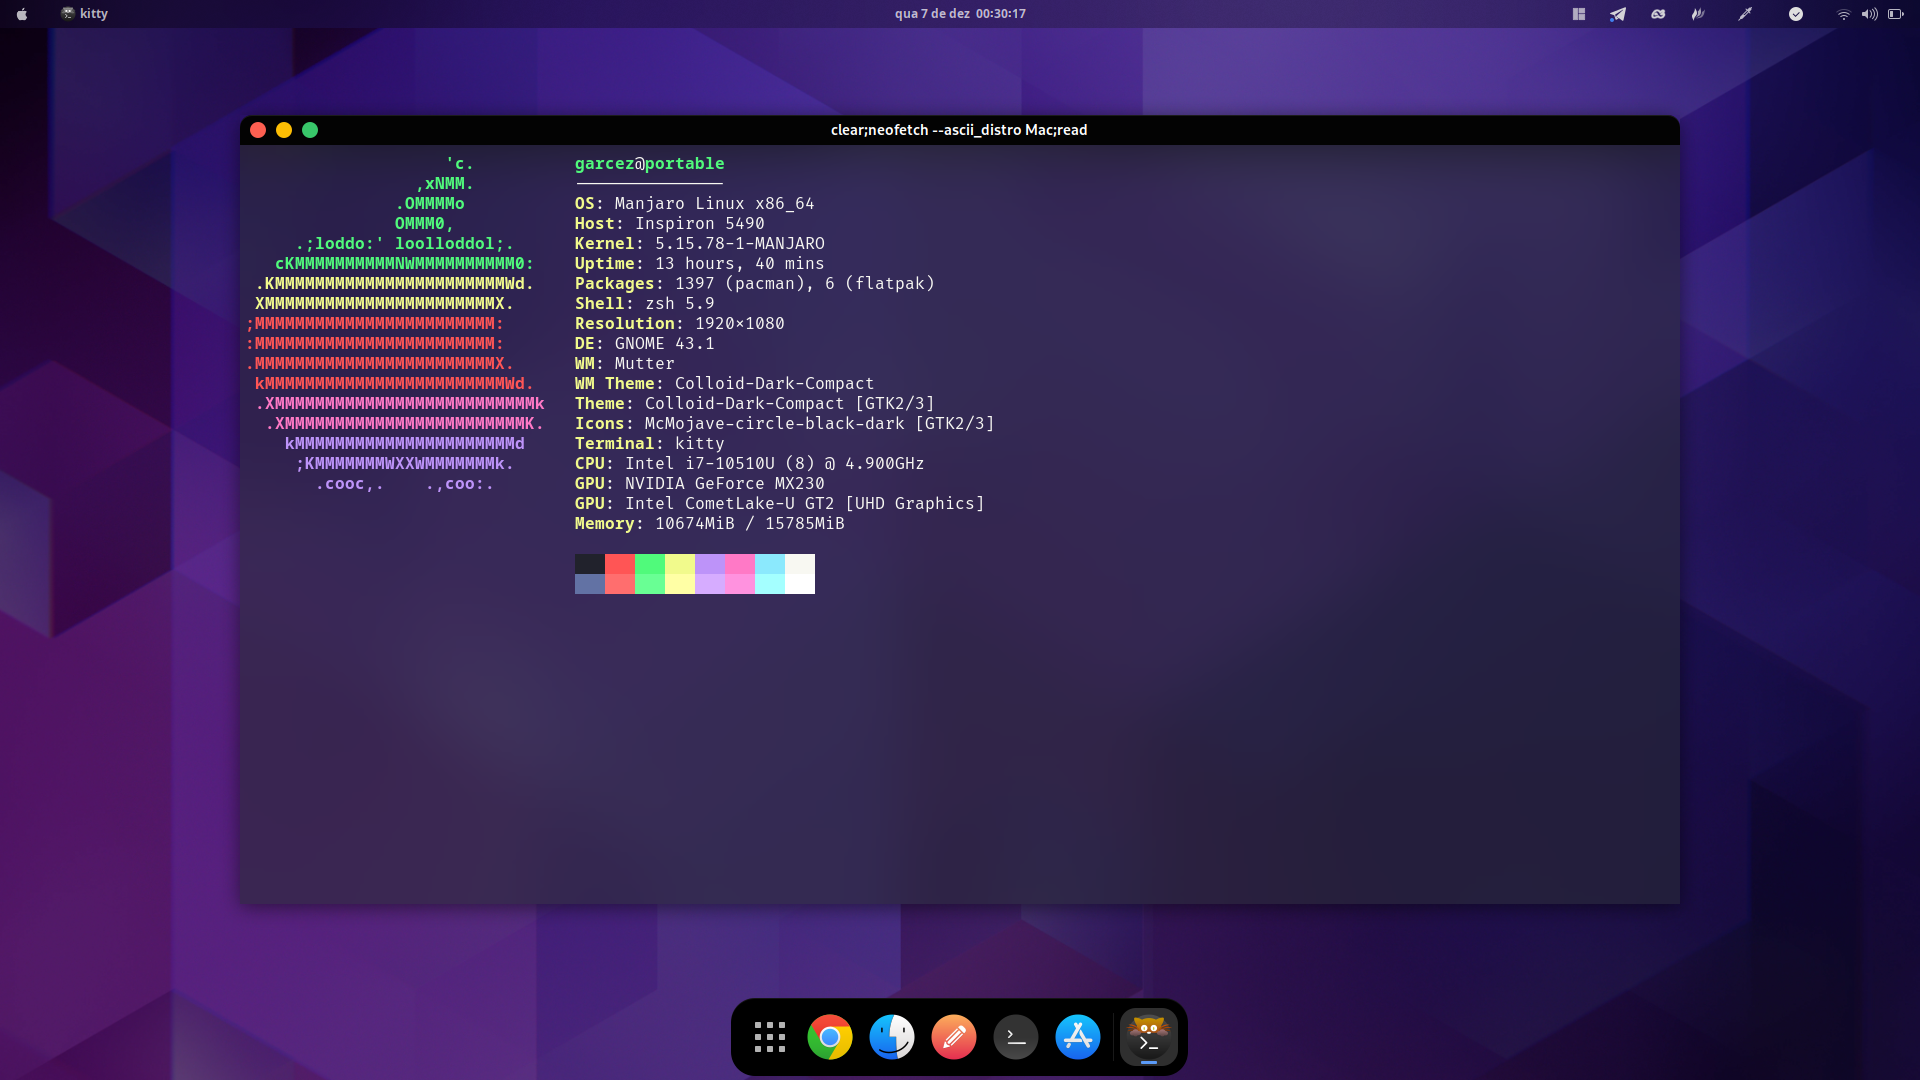 kitty
qua 7 de dez 00:30:17
clear;neofetch --ascii_distro Mac;read
'c.
,xNMM.
.OMMMMo
OMMM0,
.;loddo:' loolloddol;.
cKMMMMMMMMMMNWMMMMMMMMMM0:
.KMMMMMMMMMMMMMMMMMMMMMMMWd.
XMMMMMMMMMMMMMMMMMMMMMMMX.
;MMMMMMMMMMMMMMMMMMMMMMMM:
:MMMMMMMMMMMMMMMMMMMMMMMM:
.MMMMMMMMMMMMMMMMMMMMMMMMX.
kMMMMMMMMMMMMMMMMMMMMMMMMWd.
.XMMMMMMMMMMMMMMMMMMMMMMMMMMk
.XMMMMMMMMMMMMMMMMMMMMMMMMK.
kMMMMMMMMMMMMMMMMMMMMMMd
;KMMMMMMMWXXWMMMMMMMk.
.cooc,. .,coo:.
garcez@portable
---------------
OS: Manjaro Linux x86_64
Host: Inspiron 5490
Kernel: 5.15.78-1-MANJARO
Uptime: 13 hours, 40 mins
Packages: 1397 (pacman), 6 (flatpak)
Shell: zsh 5.9
Resolution: 1920×1080
DE: GNOME 43.1
WM: Mutter
WM Theme: Colloid-Dark-Compact
Theme: Colloid-Dark-Compact [GTK2/3]
Icons: McMojave-circle-black-dark [GTK2/3]
Terminal: kitty
CPU: Intel i7-10510U (8) @ 4.900GHz
GPU: NVIDIA GeForce MX230
GPU: Intel CometLake-U GT2 [UHD Graphics]
Memory: 10674MiB / 15785MiB